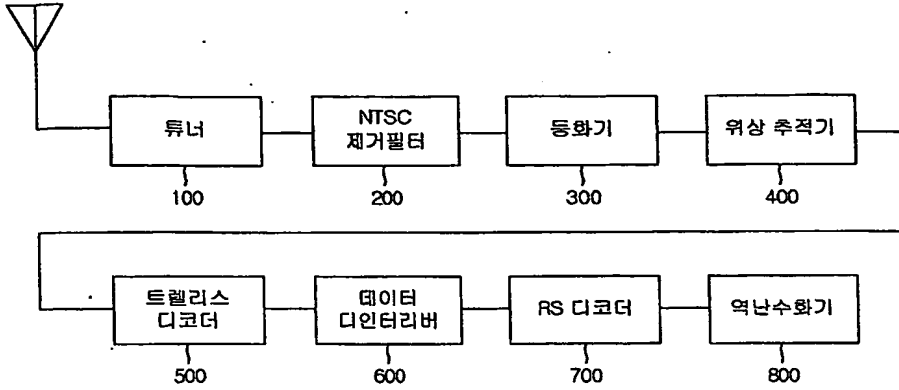 튜너
NTSC
제거필터
등화기
위상 추적기
100
200
300
400
트렐리스
디코더
데이터
디인터리버
RS 디코더
역난수화기
500
600
700
800